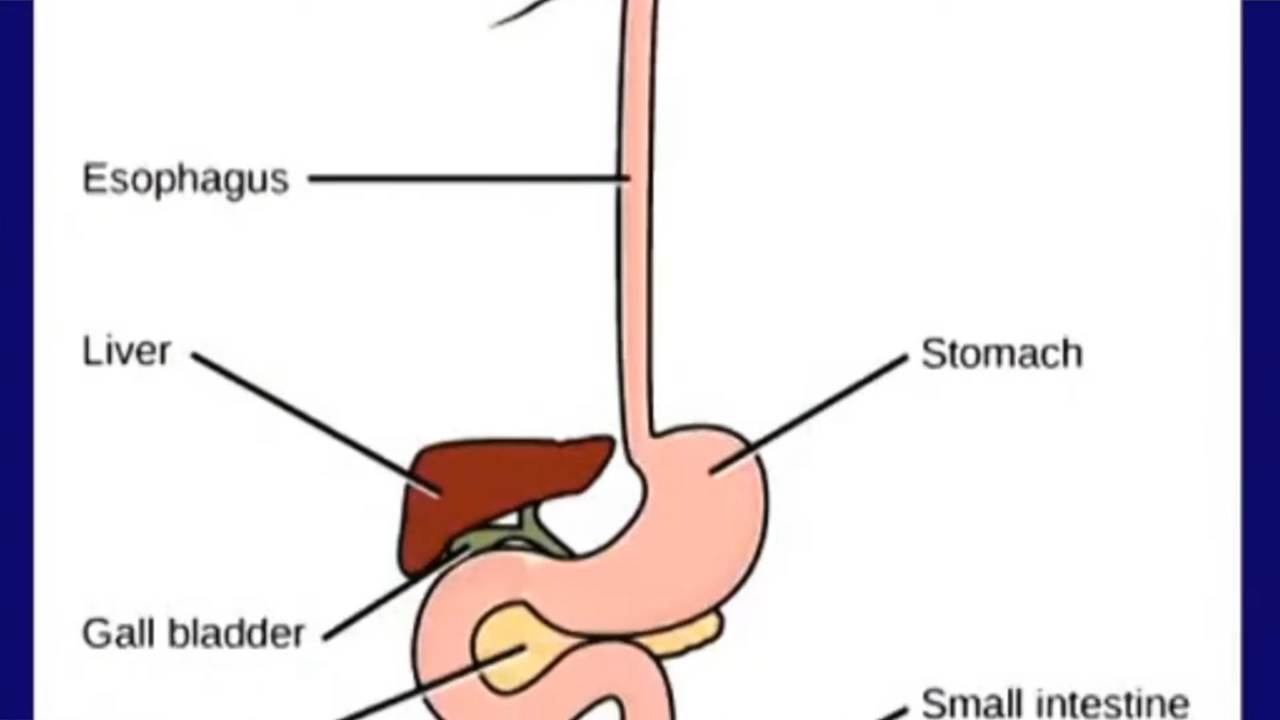 Esophagus
Liver
Stomach
Gall bladder
Small intestine